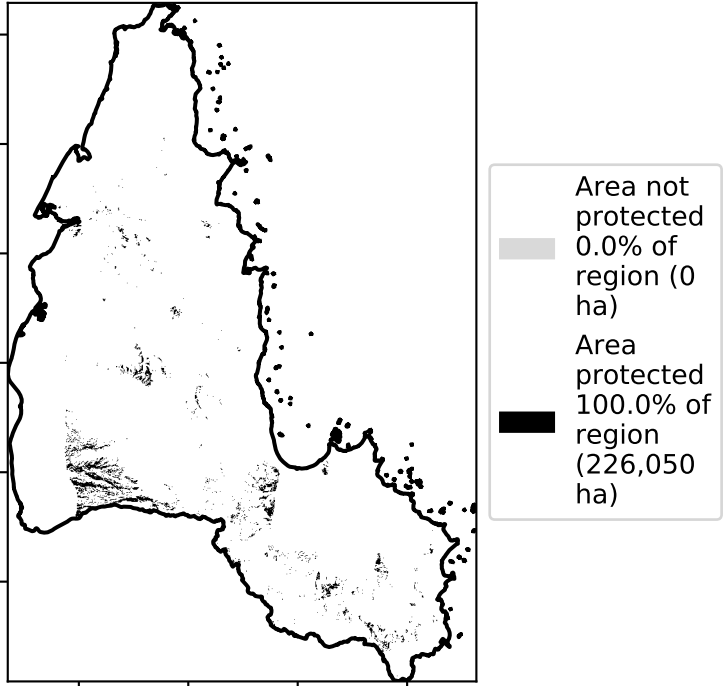 Area not
protected
0.0% of
region (0
ha)
Area
protected
100.0% of
region
(226,050
ha)